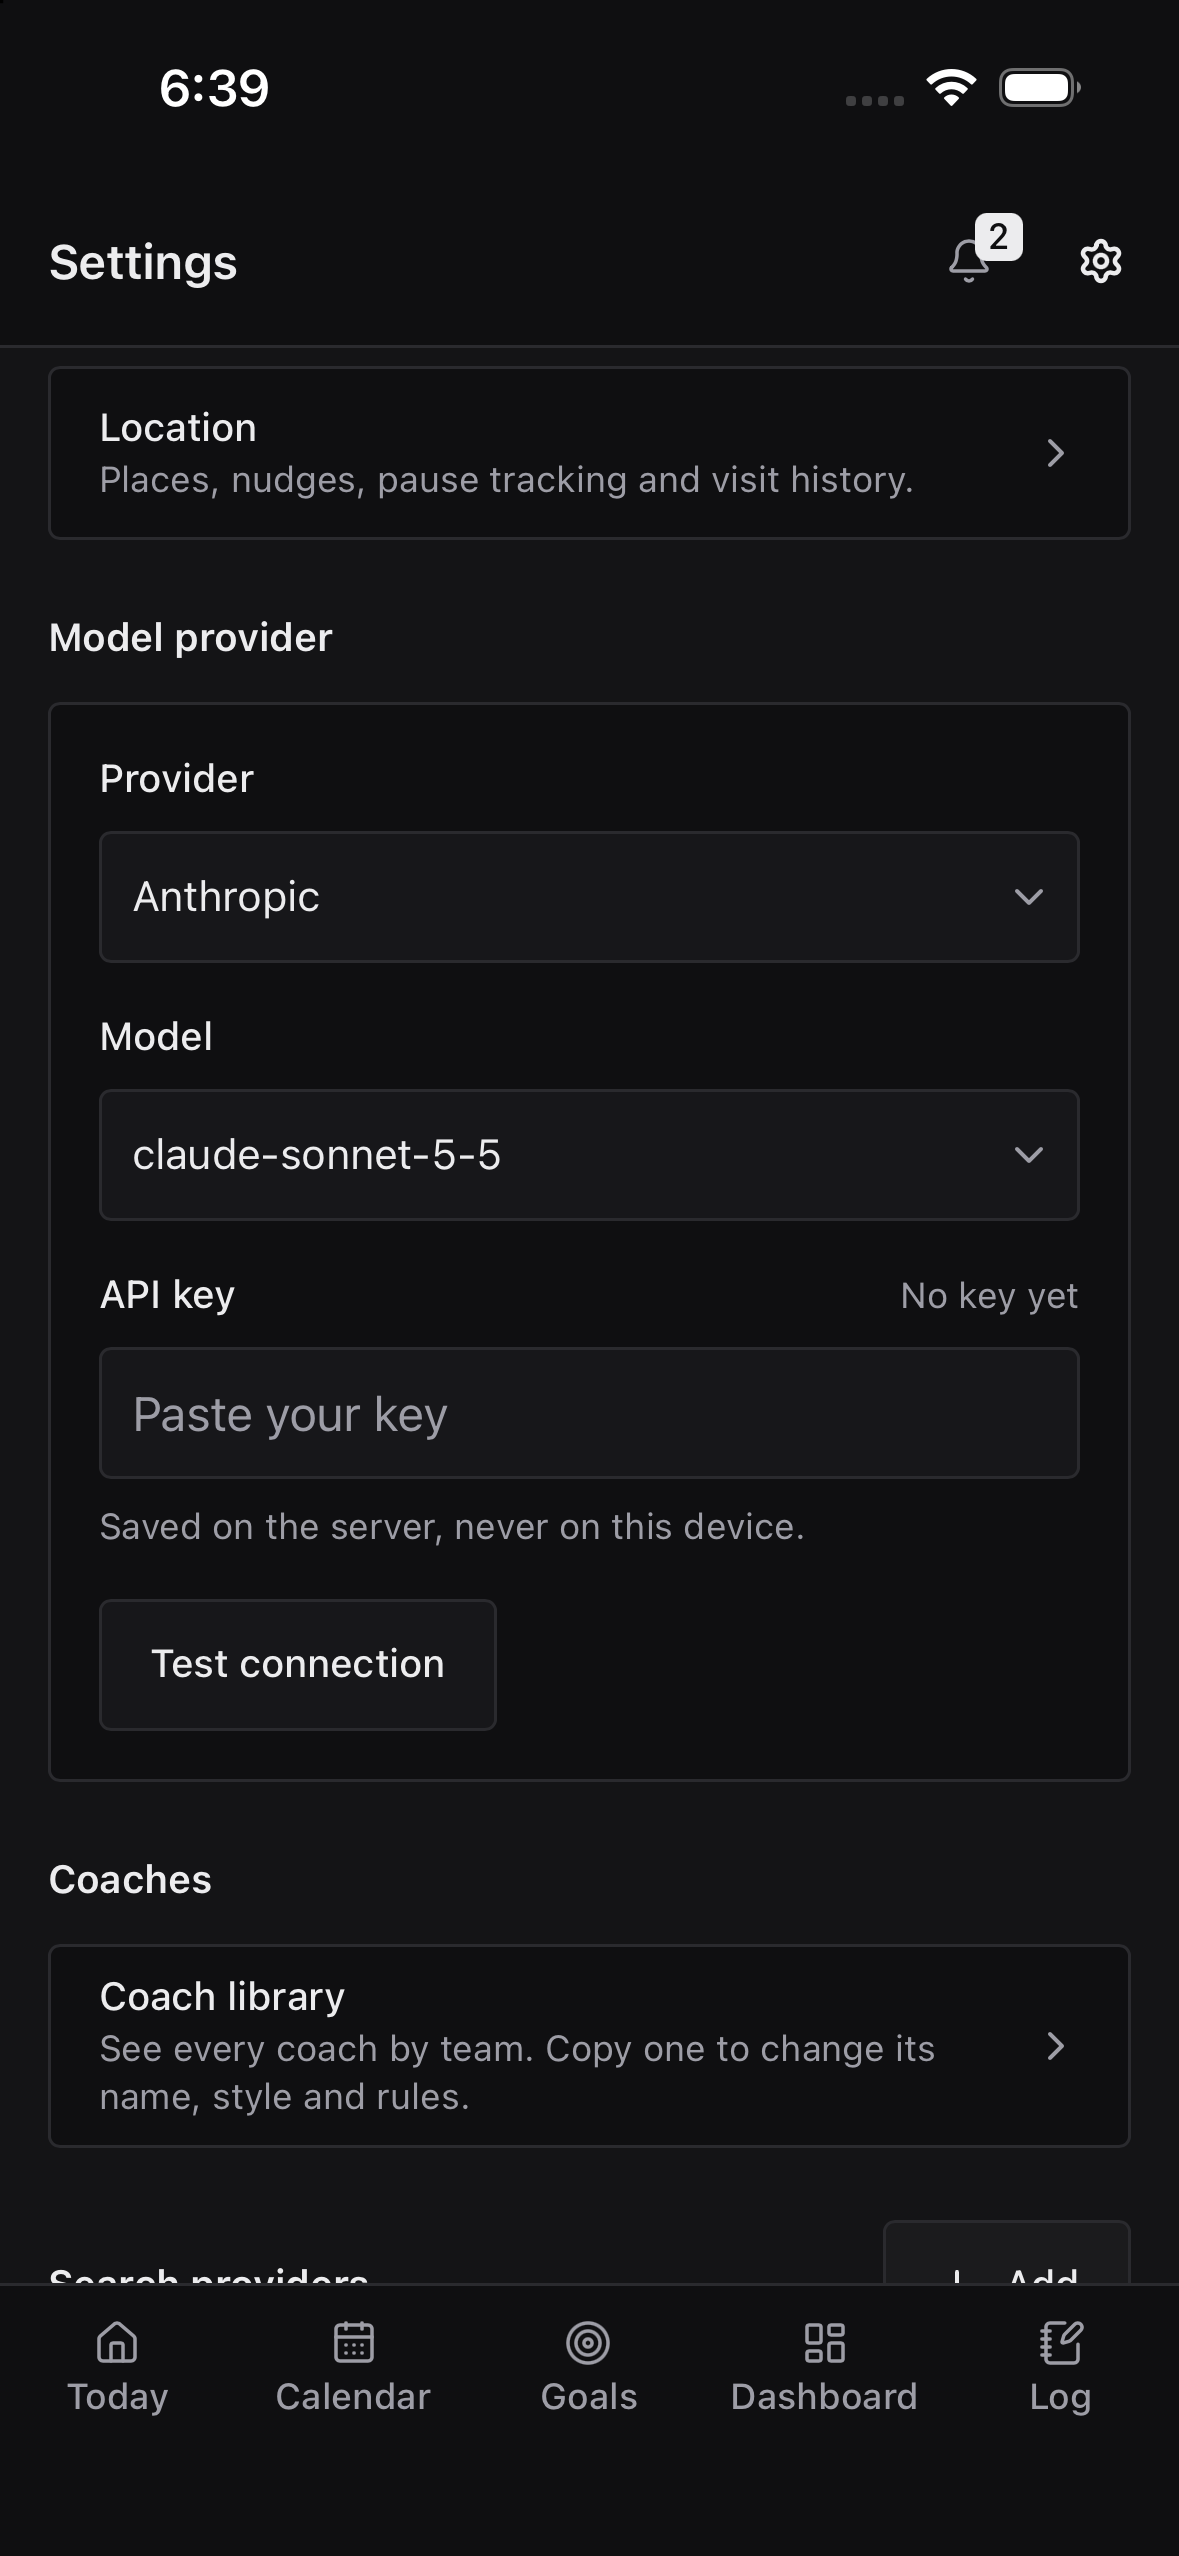 6:39
Settings
2
Location
Places, nudges, pause tracking and visit history.
Model provider
Provider
Anthropic
Model
claude-sonnet-5-5
API key
No key yet
Paste your key
Saved on the server, never on this device.
Test connection
Coaches
Coach library
See every coach by team. Copy one to change its
name, style and rules.
Search providers
Add
Today
Calendar
Goals
Dashboard
Log